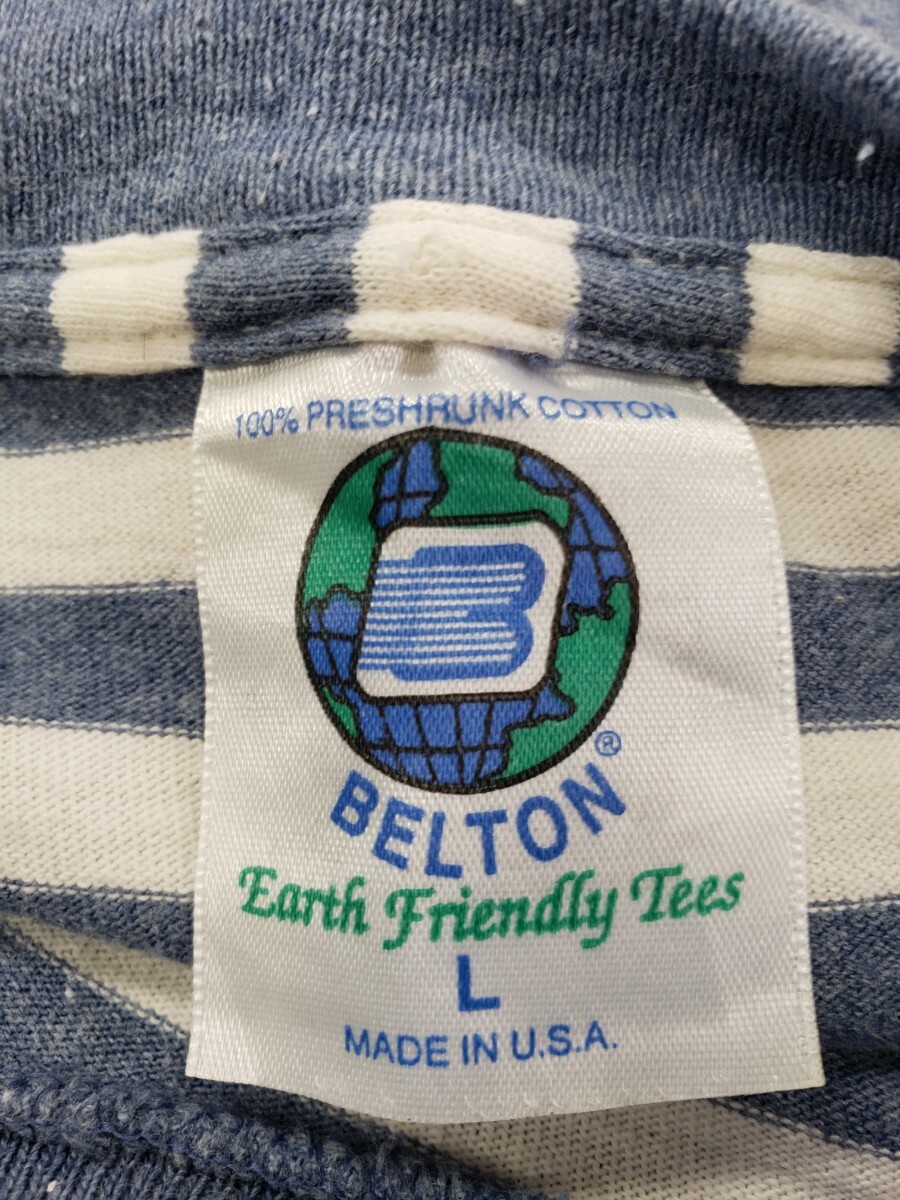 100% PRESHRUNK COTTON
B
BELTON®
Earth Friendly Tees
L
MADE IN U.S.A.